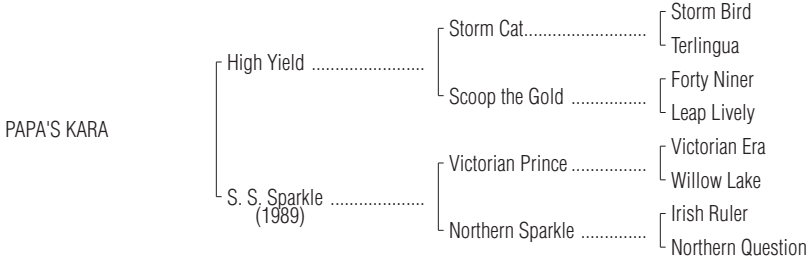 Storm Bird
Storm Cat..........................
Terlingua
High Yield ........................
Forty Niner
Scoop the Gold ................
Leap Lively
PAPA'S KARA
Victorian Era
Victorian Prince ................
Willow Lake
S. S. Sparkle ....................
(1989)
Irish Ruler
Northern Sparkle ..............
Northern Question